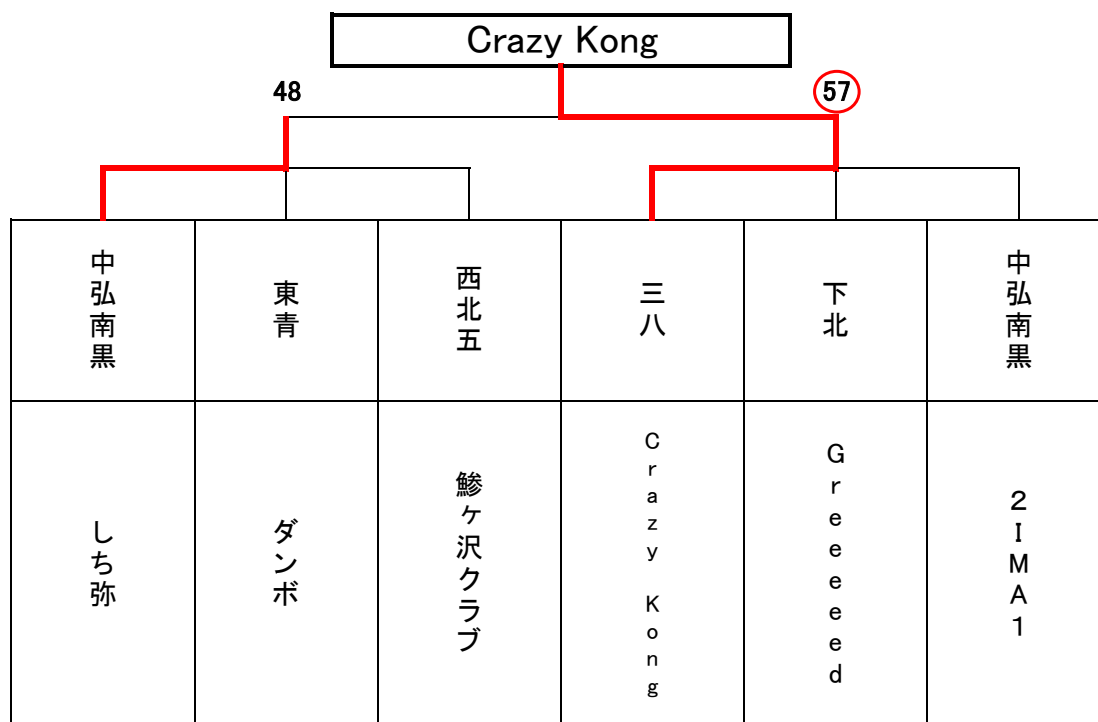 Crazy Kong
48
57
中弘南黒
東青
西北五
三八
下北
中弘南黒
しち弥
ダンボ
鯵ヶ沢クラブ
Crazy Kong
Greeeeed
2IMA1